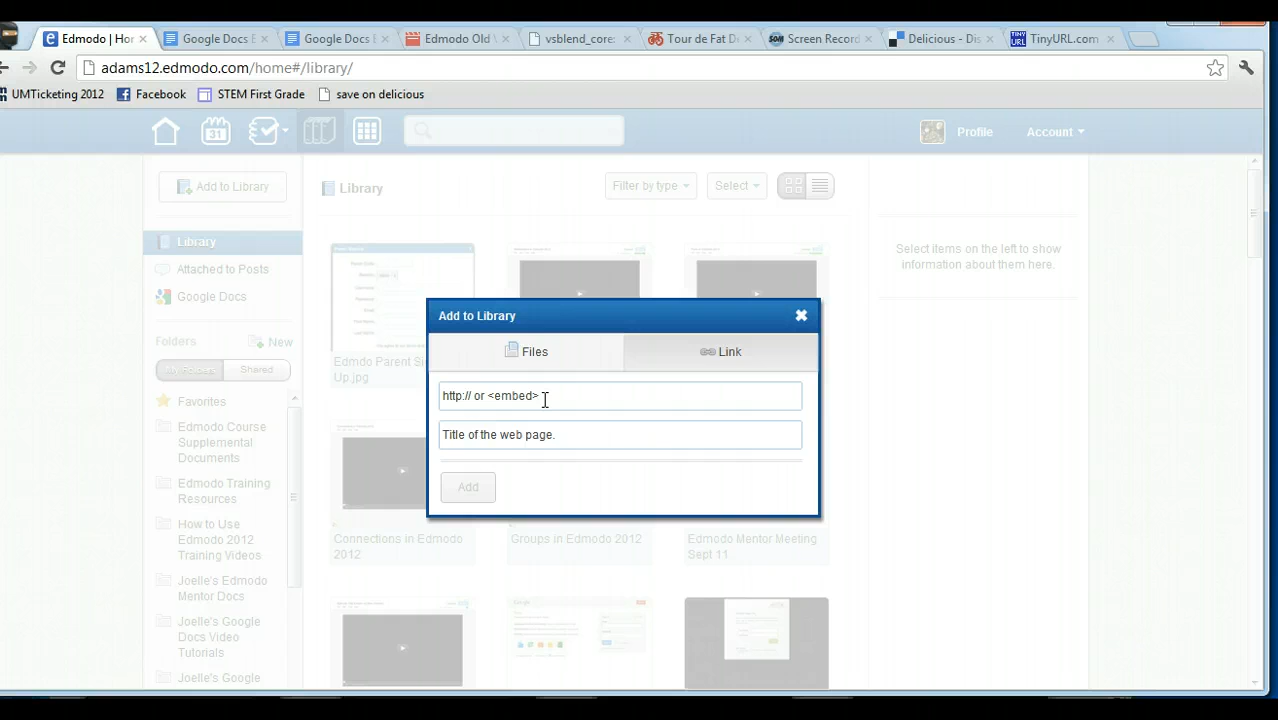 Edmodo | Hor
Google Docs E
Google Docs E
Edmodo Old \
vsblend_core:
Tour de Fat D
Screen Record
Delicious - Dis
TinyURL.com
adams12.edmodo.com/home#/library/
UMTicketing 2012
Facebook
STEM First Grade
save on delicious
31
Profile
Account
Add to Library
Library
Filter by type
Select
Library
Attached to Posts
Google Docs
Select items on the left to show
information about them here.
Folders
New
My Folders
Shared
Favorites
Edmodo Course
Supplemental
Documents
Edmodo Training
Resources
How to Use
Edmodo 2012
Training Videos
Joelle's Edmodo
Mentor Docs
Joelle's Google
Docs Video
Tutorials
Joelle's Google
Edmodo Parent Si
Up.jpg
Add to Library
Files
Link
http:// or <embed>
Title of the web page.
Add
Connections in Edmodo
2012
Groups in Edmodo 2012
Edmodo Mentor Meeting
Sept 11